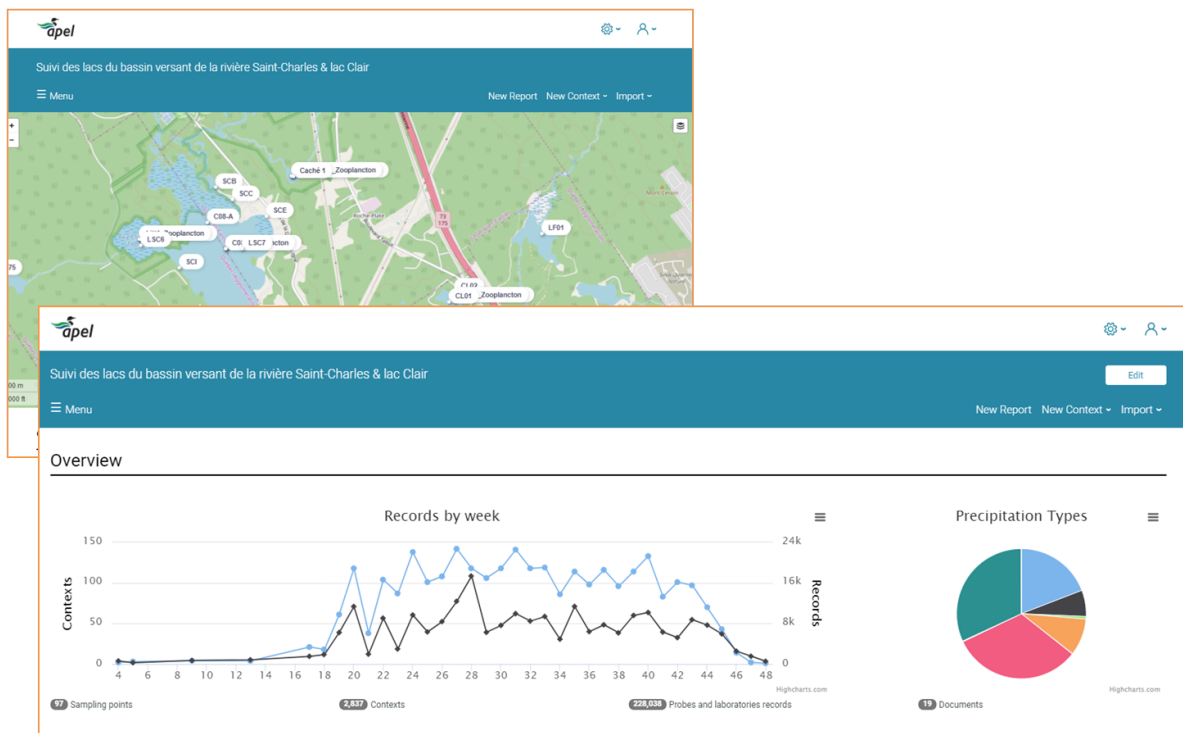 apel
Suivi des lacs du bassin versant de la rivière Saint-Charles & lac Clair
☰ Menu
New Report New Context Import
+
−
Caché 1 Zooplancton
SCB
SCC
SCE
C08-A
Zooplancton
LSC6
LSC7
SCI
75
73
175
LF01
Mont Cervin
Roche-Plate
CL02
CL01 Zooplancton
000 ft
apel
Suivi des lacs du bassin versant de la rivière Saint-Charles & lac Clair
Edit
☰ Menu
New Report New Context Import
Overview
Records by week
Precipitation Types
150 24k
100 16k
50 8k
0 0
Contexts
Records
4 6 8 10 12 14 16 18 20 22 24 26 28 30 32 34 36 38 40 42 44 46 48
Highcharts.com
Highcharts.com
97 Sampling points
2,837 Contexts
228,038 Probes and laboratories records
19 Documents